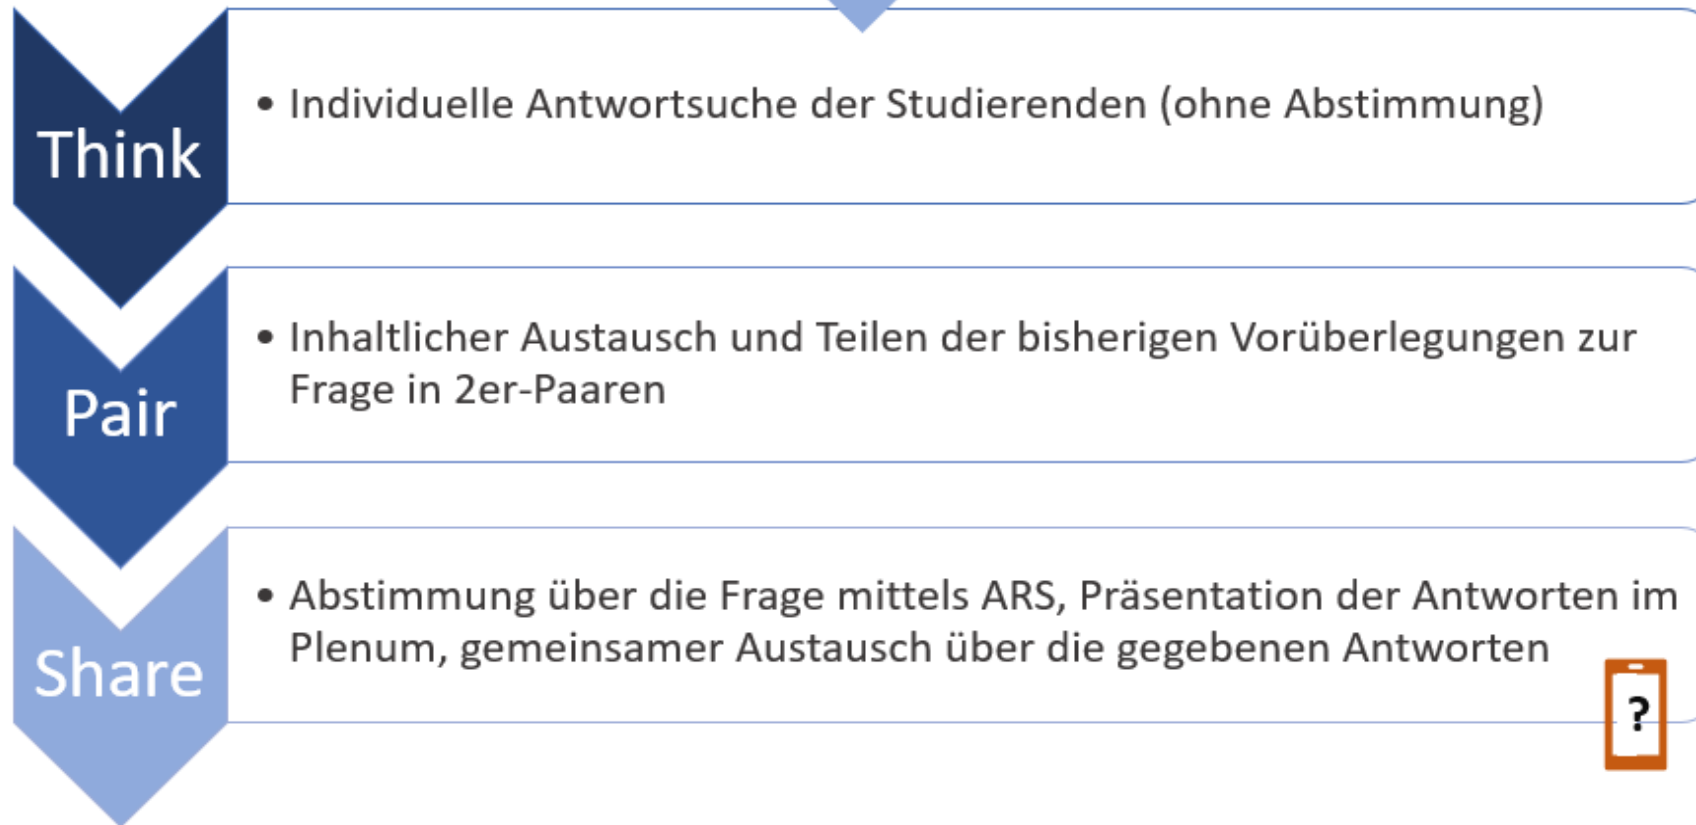 Think
• Individuelle Antwortsuche der Studierenden (ohne Abstimmung)
Pair
• Inhaltlicher Austausch und Teilen der bisherigen Vorüberlegungen zur
Frage in 2er-Paaren
Share
• Abstimmung über die Frage mittels ARS, Präsentation der Antworten im
Plenum, gemeinsamer Austausch über die gegebenen Antworten
?